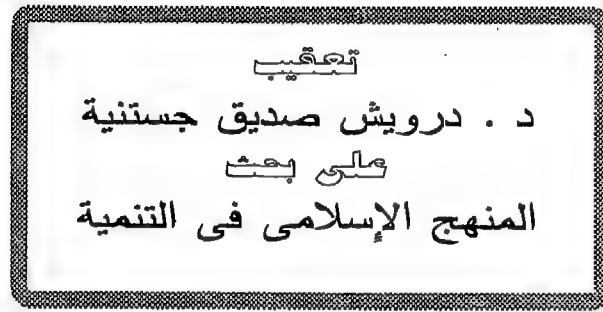 تعقيب
د . درويش صديق جستنية
على بحث
المنهج الإسلامى فى التنمية